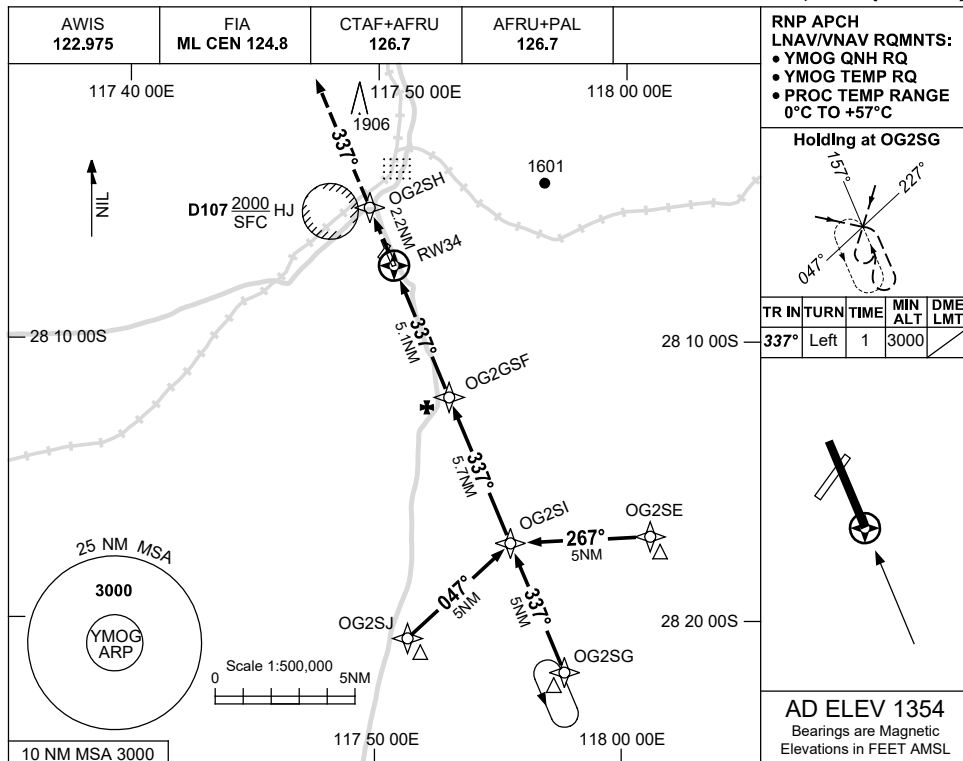 AWIS
122.975
FIA
ML CEN 124.8
CTAF+AFRU
126.7
AFRU+PAL
126.7
RNP APCH
LNAV/VNAV RQMNTS:
• YMOG QNH RQ
• YMOG TEMP RQ
• PROC TEMP RANGE
0°C TO +57°C
117 40 00E
117 50 00E
118 00 00E
337°
1906
1601
NIL
D107 2000 HJ
SFC
OG2SH
2.2NM
RW34
28 10 00S
28 10 00S
337°
5.1NM
OG2GSF
337°
5.7NM
OG2SI
OG2SE
267°
5NM
047°
5NM
OG2SJ
337°
5NM
OG2SG
28 20 00S
25 NM MSA
3000
YMOG
ARP
Scale 1:500,000
0 5NM
10 NM MSA 3000
117 50 00E
118 00 00E
Holding at OG2SG
157°
227°
047°
TR IN TURN TIME MIN ALT DME LMT
337° Left 1 3000
AD ELEV 1354
Bearings are Magnetic
Elevations in FEET AMSL